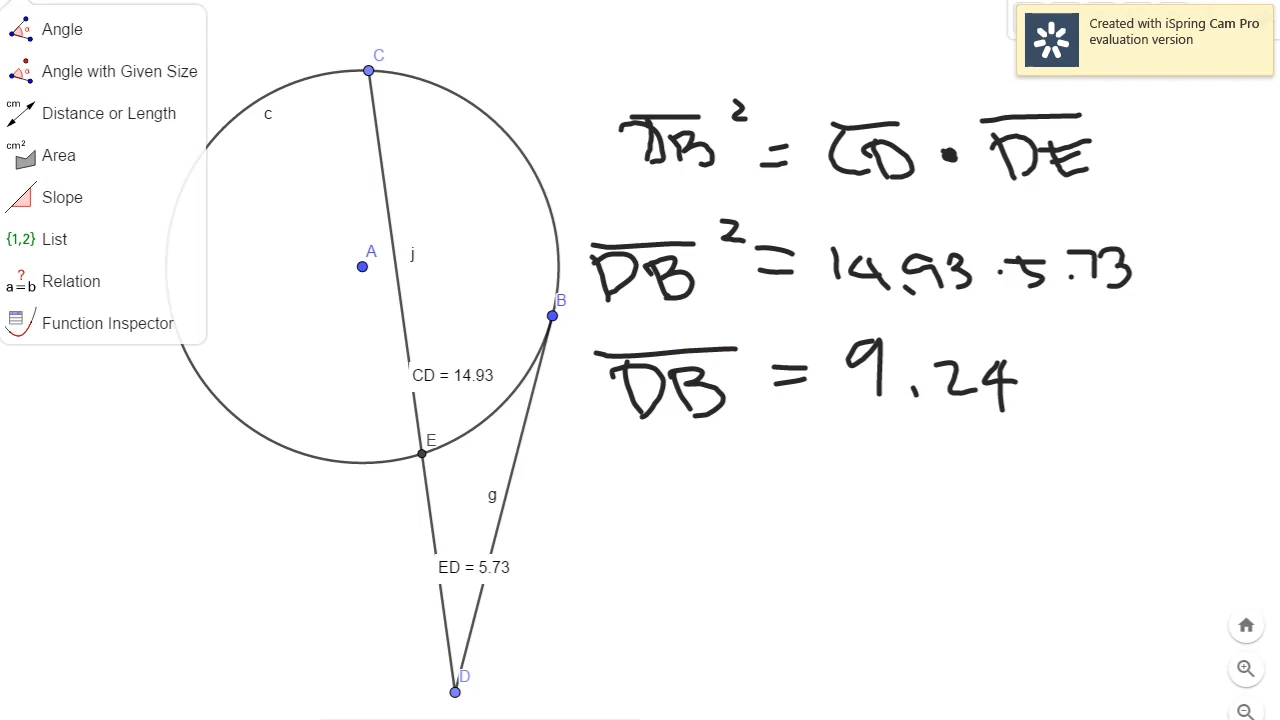 Angle
Angle with Given Size
cm
Distance or Length
cm²
Area
Slope
{1,2} List
?
a=b Relation
Function Inspector
C
c
A
j
B
CD = 14.93
E
g
ED = 5.73
D
Created with iSpring Cam Pro
evaluation version
DB² = CD · DE
DB² = 14.93 · 5.73
DB = 9.24